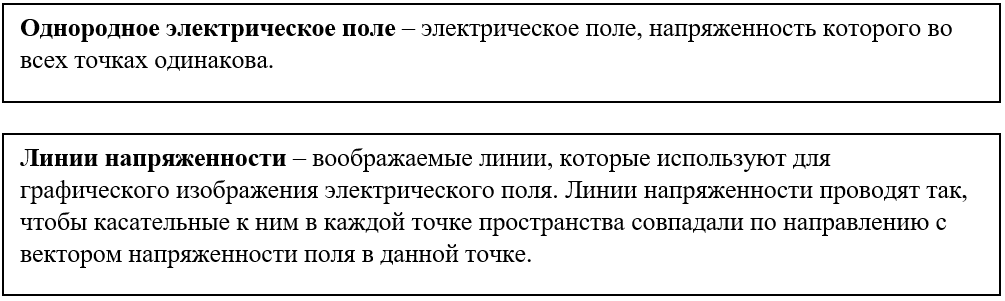 Однородное электрическое поле – электрическое поле, напряженность которого во
всех точках одинакова.
Линии напряженности – воображаемые линии, которые используют для
графического изображения электрического поля. Линии напряженности проводят так,
чтобы касательные к ним в каждой точке пространства совпадали по направлению с
вектором напряженности поля в данной точке.